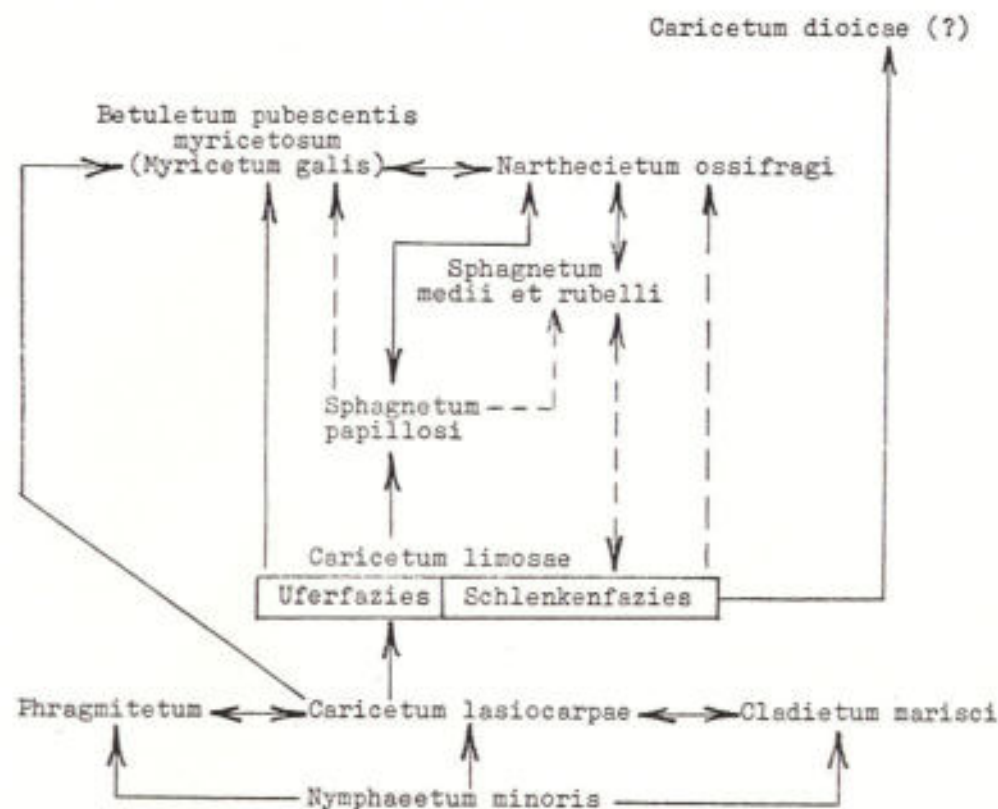 Caricetum dioicae (?)
Betuletum pubescentis
myricetosum
(Myricetum galis)
Narthecietum ossifragi
Sphagnetum
medii et rubelli
Sphagnetum
papillosi
Caricetum limosae
Uferfazies
Schlenkenfazies
Phragmitetum
Caricetum lasiocarpae
Cladietum marisci
Nymphaeetum minoris